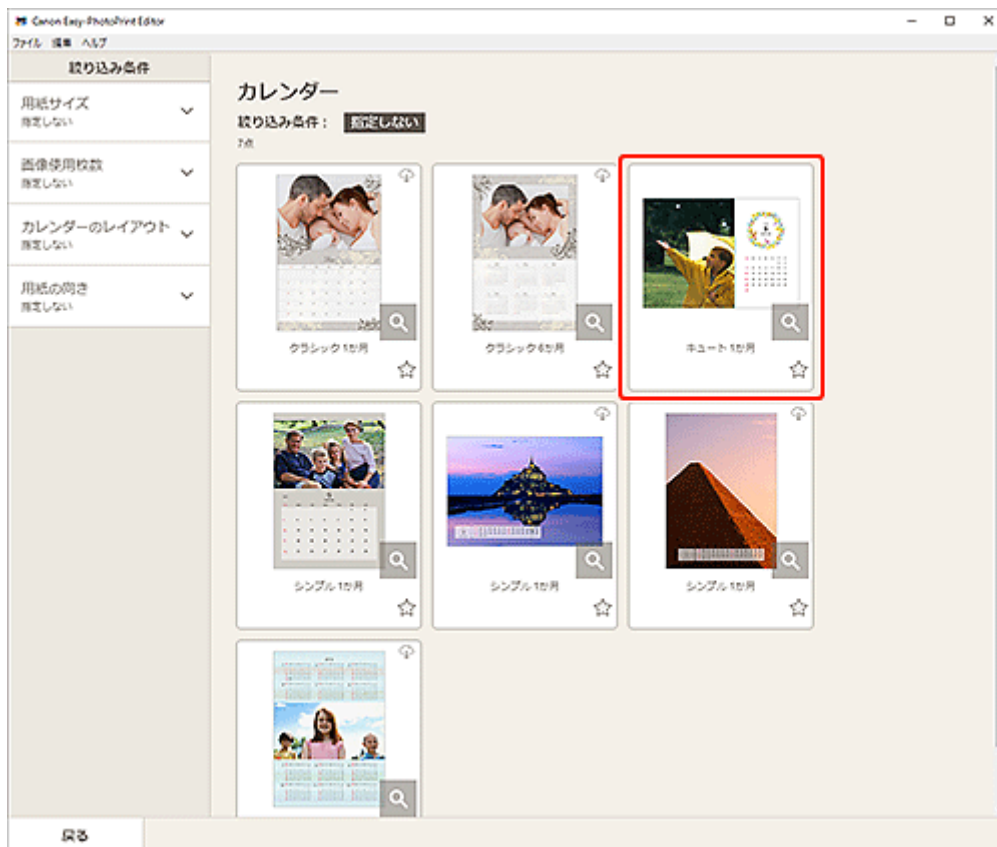 Canon Easy-PhotoPrint Editor
ファイル 編集 ヘルプ
絞り込み条件
用紙サイズ
指定しない
画像使用枚数
指定しない
カレンダーのレイアウト
指定しない
用紙の向き
指定しない
カレンダー
絞り込み条件： 指定しない
7点
クラシック 1か月
クラシック 6か月
キュート 1か月
シンプル 1か月
シンプル 1か月
シンプル 1か月
戻る